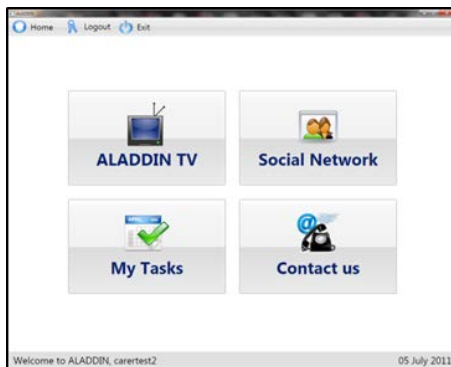 Home Logout Exit
ALADDIN TV Social Network
My Tasks Contact us
Welcome to ALADDIN, carertest2 05 July 2011